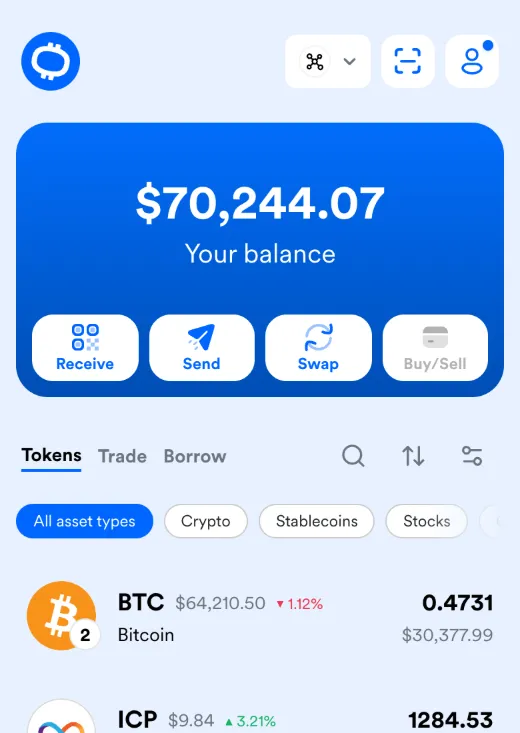 $70,244.07
Your balance
Receive Send Swap Buy/Sell
Tokens Trade Borrow
All asset types Crypto Stablecoins Stocks
BTC $64,210.50 ▼1.12% 0.4731
2
Bitcoin $30,377.99
ICP $9.84 ▲3.21% 1284.53